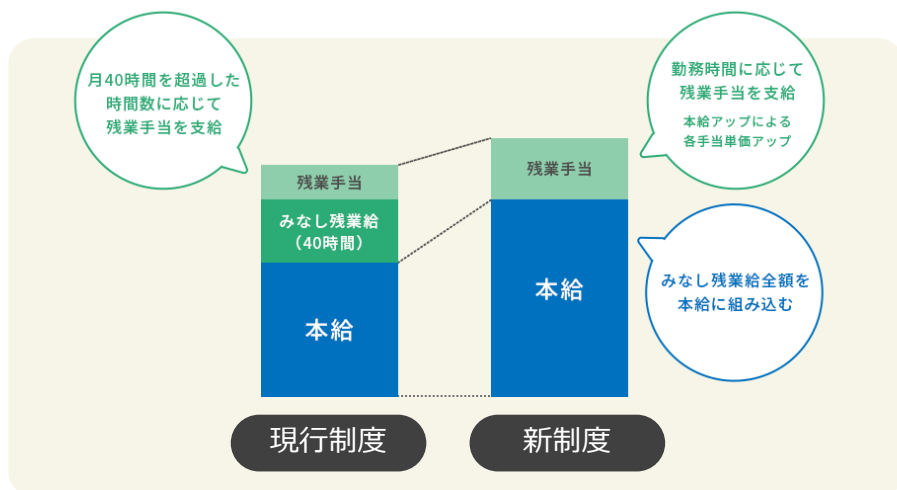 月40時間を超過した
時間数に応じて
残業手当を支給
勤務時間に応じて
残業手当を支給
本給アップによる
各手当単価アップ
残業手当
みなし残業給
（40時間）
本給
残業手当
本給
みなし残業給全額を
本給に組み込む
現行制度
新制度